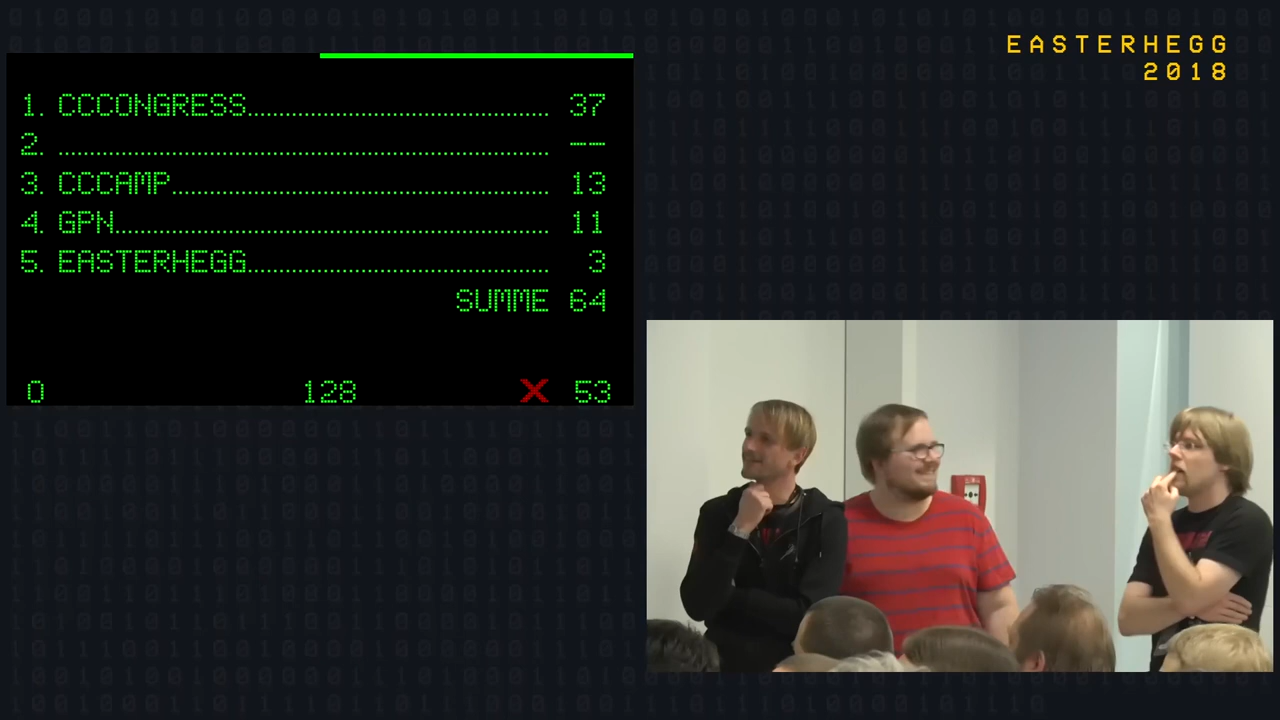 EASTERHEGG
2018
1. CCCONGRESS........................................ 37
2. ................................................................. --
3. CCCAMP.................................................. 13
4. GPN.......................................................... 11
5. EASTERHEGG........................................ 3
SUMME 64
0 128 X 53